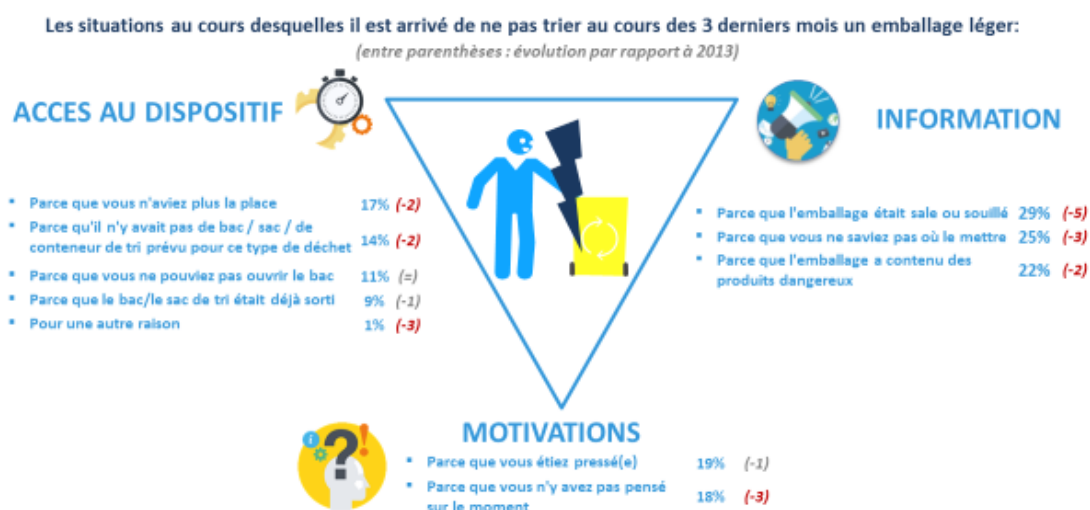 Les situations au cours desquelles il est arrivé de ne pas trier au cours des 3 derniers mois un emballage léger:
(entre parenthèses : évolution par rapport à 2013)
ACCES AU DISPOSITIF
▪ Parce que vous n'aviez plus la place 17% (-2)
▪ Parce qu'il n'y avait pas de bac / sac / de
conteneur de tri prévu pour ce type de déchet 14% (-2)
▪ Parce que vous ne pouviez pas ouvrir le bac 11% (=)
▪ Parce que le bac/le sac de tri était déjà sorti 9% (-1)
▪ Pour une autre raison 1% (-3)
INFORMATION
▪ Parce que l'emballage était sale ou souillé 29% (-5)
▪ Parce que vous ne saviez pas où le mettre 25% (-3)
▪ Parce que l'emballage a contenu des
produits dangereux 22% (-2)
MOTIVATIONS
▪ Parce que vous étiez pressé(e) 19% (-1)
▪ Parce que vous n'y avez pas pensé
sur le moment 18% (-3)